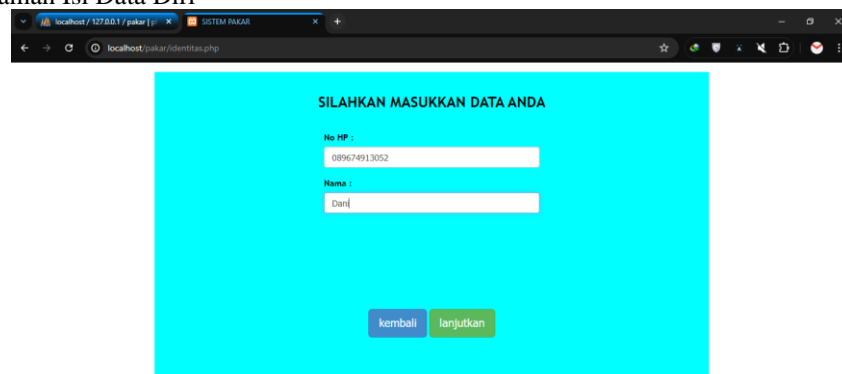 aman Isi Data Diri
localhost / 127.0.0.1 / pakar | p
SISTEM PAKAR
localhost/pakar/identitas.php
SILAHKAN MASUKKAN DATA ANDA
No HP :
089674913052
Nama :
Dani
kembali lanjutkan